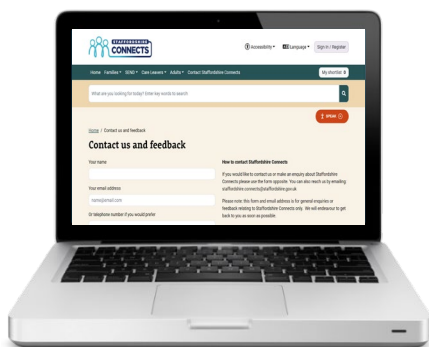 STAFFORDSHIRE
CONNECTS
Accessibility
Language
Sign in / Register
Home Families SEND Care Leavers Adults Contact Staffordshire Connects
My shortlist 0
What are you looking for today? Enter key words to search
SPEAK
Home / Contact us and feedback
Contact us and feedback
Your name
How to contact Staffordshire Connects
If you would like to contact us or make an enquiry about Staffordshire
Connects please use the form opposite. You can also reach us by emailing
staffordshire.connects@staffordshire.gov.uk
Your email address
name@email.com
Please note: this form and email address is for general enquiries or
feedback relating to Staffordshire Connects only. We will endeavour to get
back to you as soon as possible.
Or telephone number if you would prefer